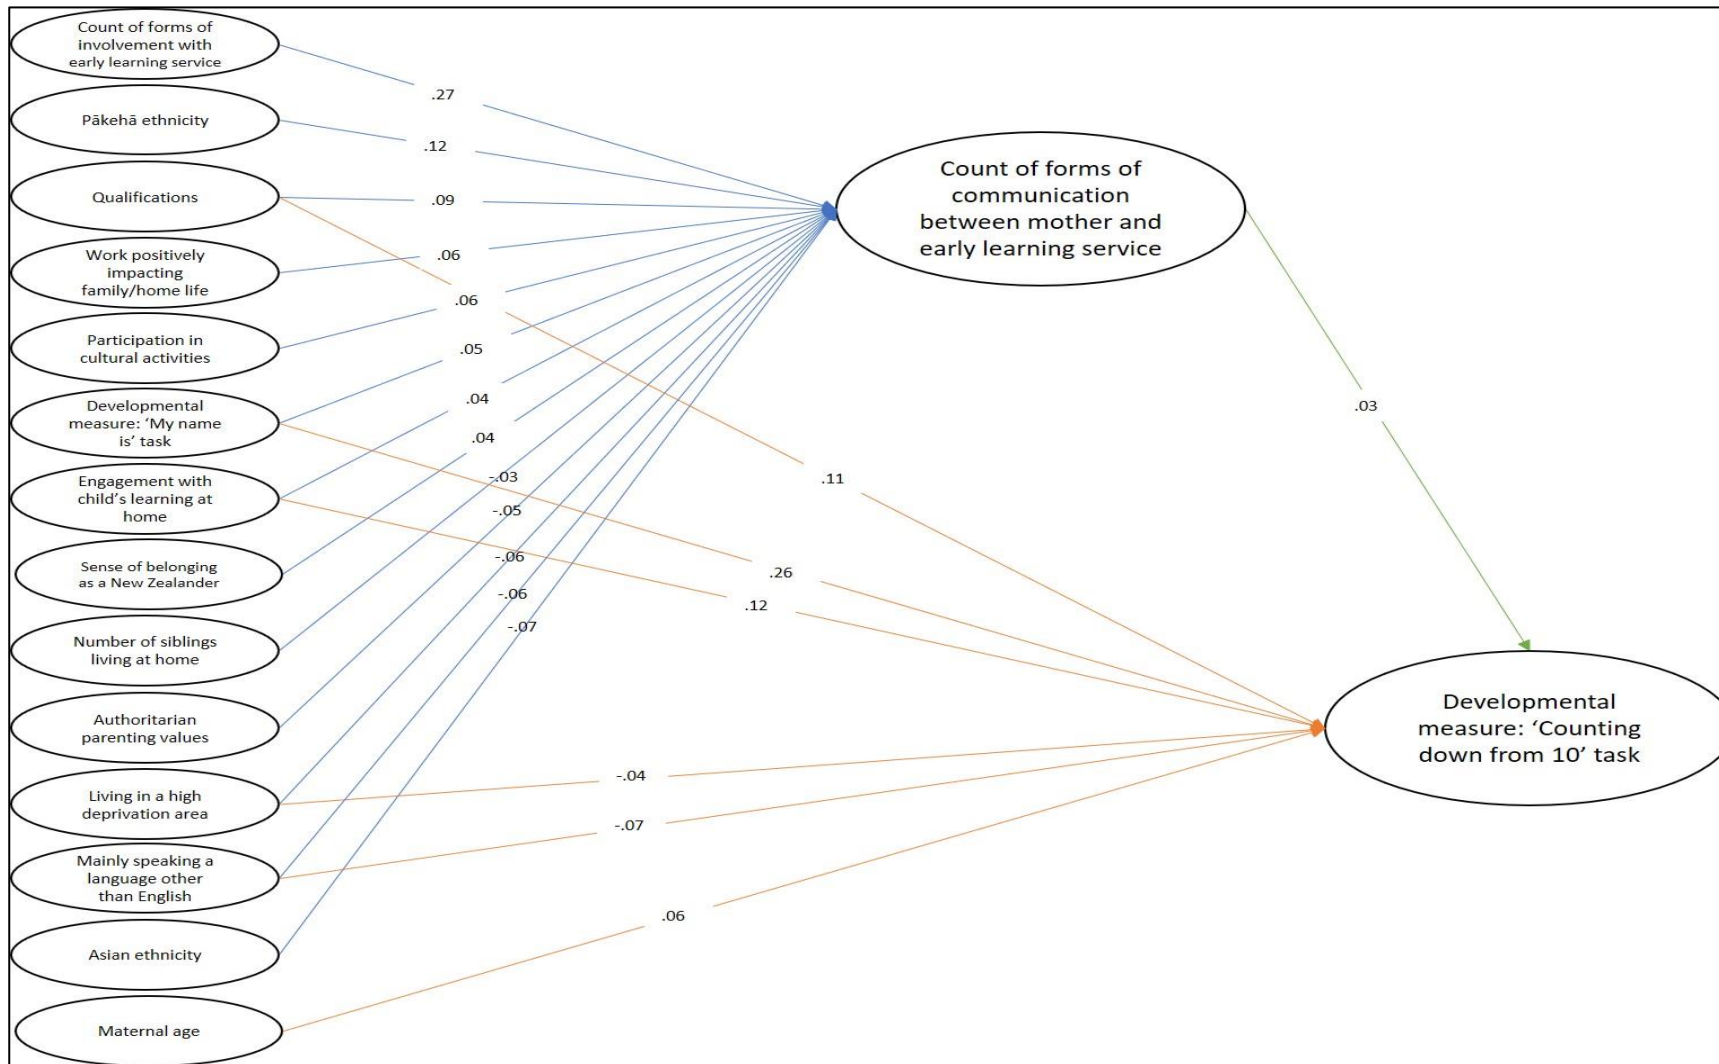 Count of forms of
involvement with
early learning service
Pākehā ethnicity
Qualifications
Work positively
impacting
family/home life
Participation in
cultural activities
Developmental
measure: ‘My name
is’ task
Engagement with
child’s learning at
home
Sense of belonging
as a New Zealander
Number of siblings
living at home
Authoritarian
parenting values
Living in a high
deprivation area
Mainly speaking a
language other
than English
Asian ethnicity
Maternal age
.27
.12
.09
.06
.06
.05
.04
.04
-.03
-.05
-.06
-.06
-.07
.11
.26
.12
-.04
-.07
.06
Count of forms of
communication
between mother and
early learning service
.03
Developmental
measure: ‘Counting
down from 10’ task